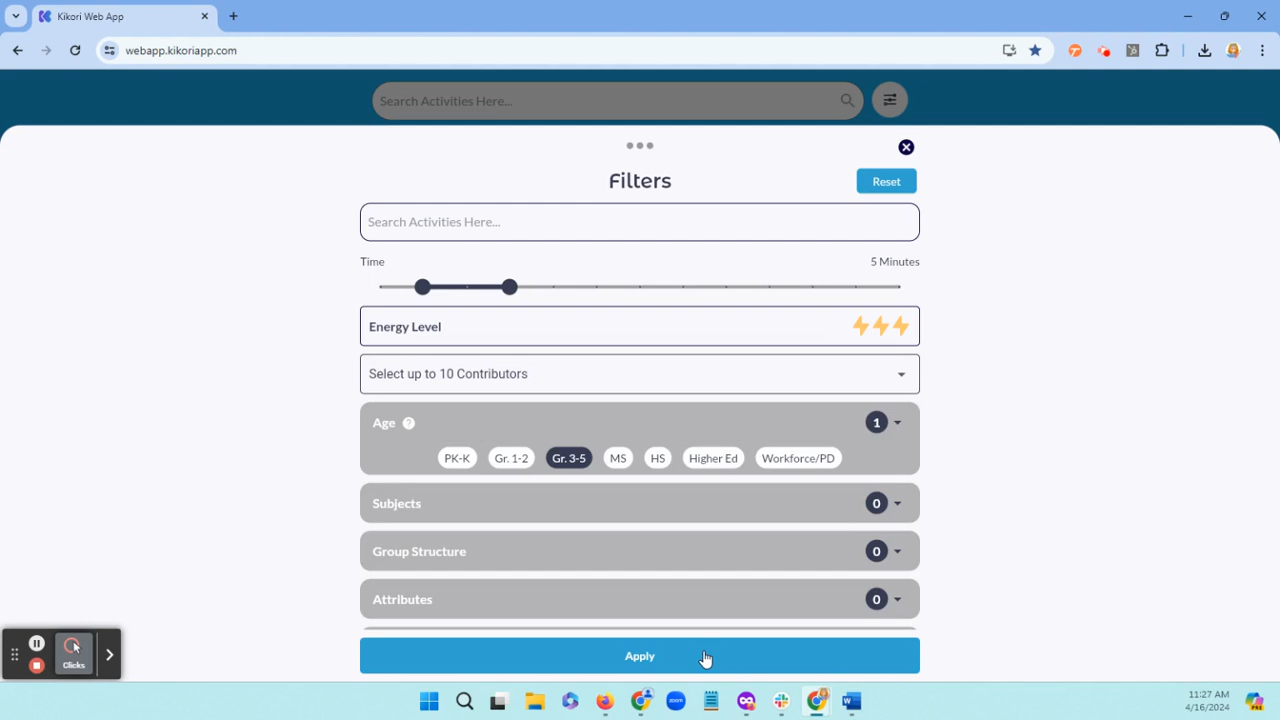 Kikori Web App
webapp.kikoriapp.com
Search Activities Here...
Filters
Reset
Search Activities Here...
Time 5 Minutes
Energy Level
Select up to 10 Contributors
Age ? 1
PK-K Gr. 1-2 Gr. 3-5 MS HS Higher Ed Workforce/PD
Subjects 0
Group Structure 0
Attributes 0
Apply
Clicks
zoom
11:27 AM
4/16/2024